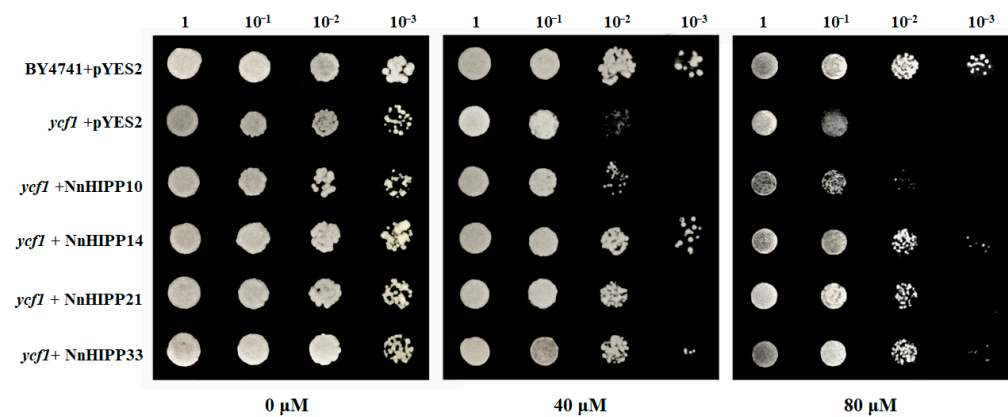 1 10⁻¹ 10⁻² 10⁻³ 1 10⁻¹ 10⁻² 10⁻³ 1 10⁻¹ 10⁻² 10⁻³
BY4741+pYES2
ycf1 +pYES2
ycf1 +NnHIPP10
ycf1 + NnHIPP14
ycf1 + NnHIPP21
ycf1+ NnHIPP33
0 μM 40 μM 80 μM